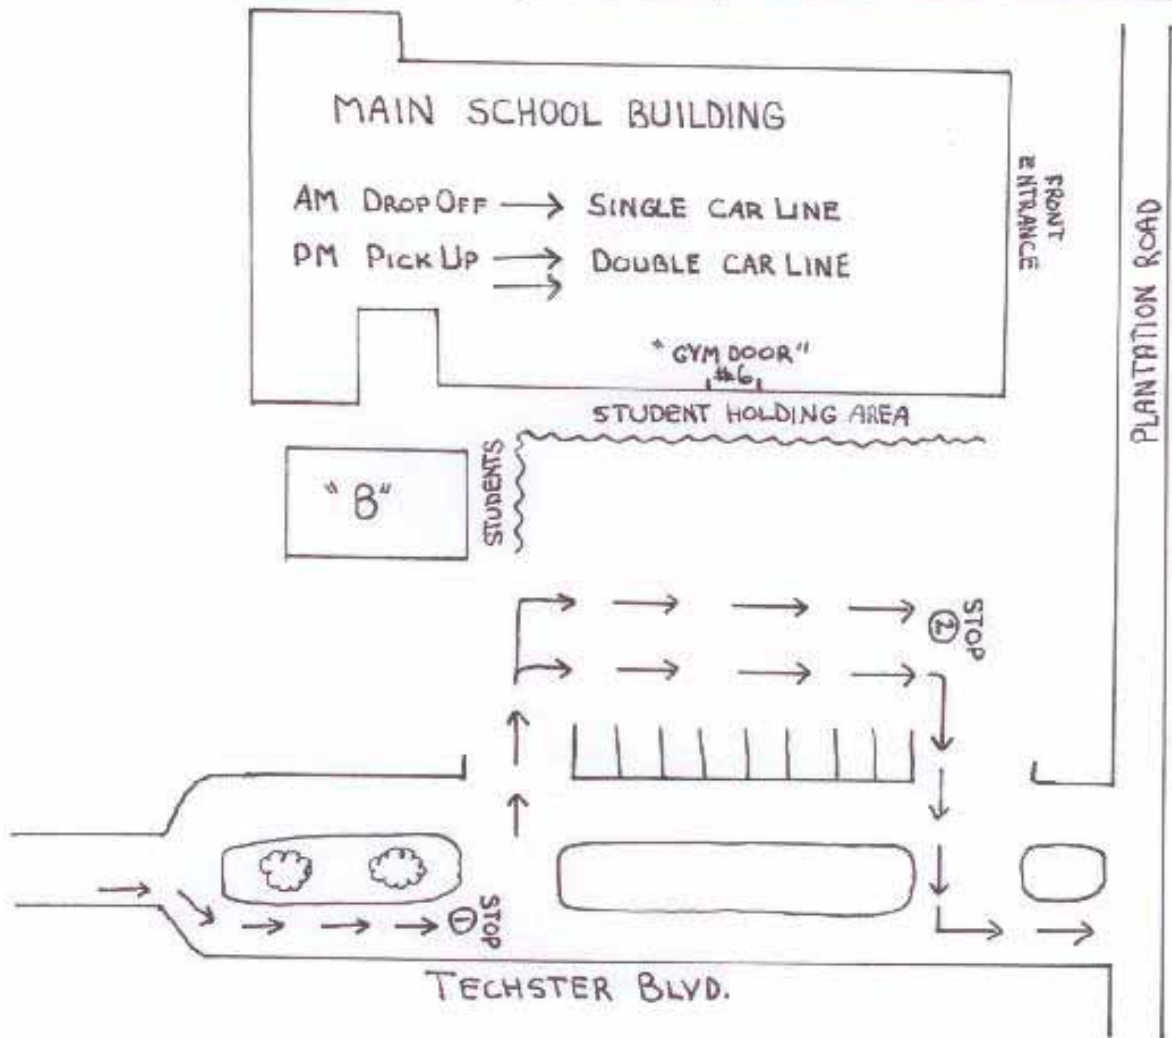 MAIN SCHOOL BUILDING
AM DROP OFF → SINGLE CAR LINE
PM PICK UP → DOUBLE CAR LINE
→
FRONT
ENTRANCE
PLANTATION ROAD
"GYM DOOR"
#6
STUDENT HOLDING AREA
"B"
STUDENTS
STOP
2
STOP
1
TECHSTER BLVD.